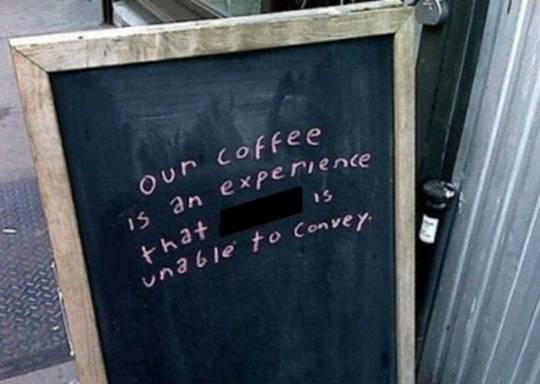 our coffee
is an experience
that is
unable to convey.